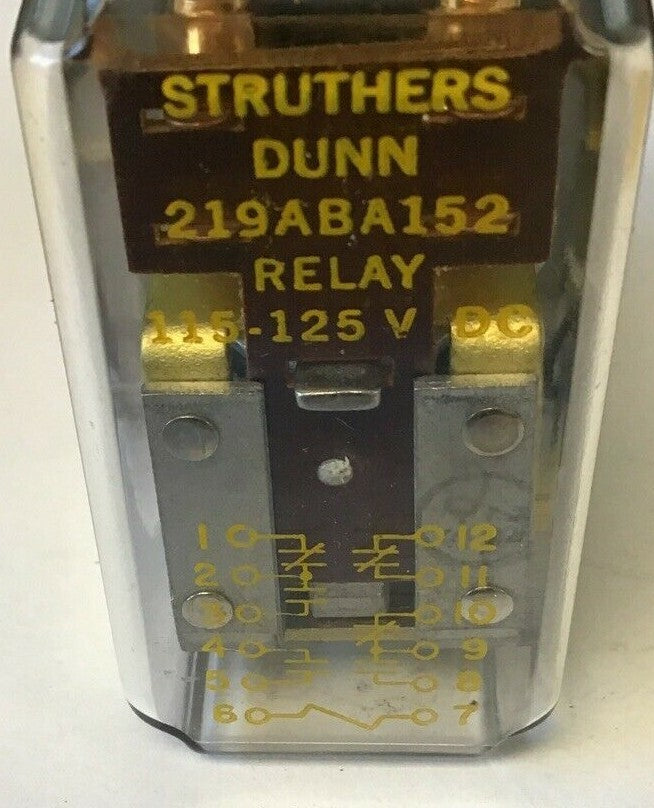 STRUTHERS
DUNN
219ABA152
RELAY
115-125 V DC
1 12
2 11
3 10
4 9
5 8
6 7